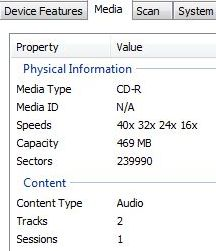 Device Features Media Scan System
Property Value
Physical Information
Media Type CD-R
Media ID N/A
Speeds 40x 32x 24x 16x
Capacity 469 MB
Sectors 239990
Content
Content Type Audio
Tracks 2
Sessions 1